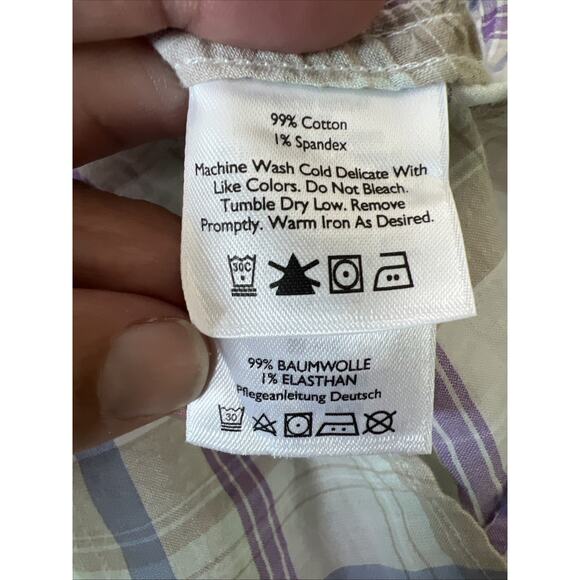 99% Cotton
1% Spandex
Machine Wash Cold Delicate With
Like Colors. Do Not Bleach.
Tumble Dry Low. Remove
Promptly. Warm Iron As Desired.
30C
99% BAUMWOLLE
1% ELASTHAN
Pflegeanleitung Deutsch
30